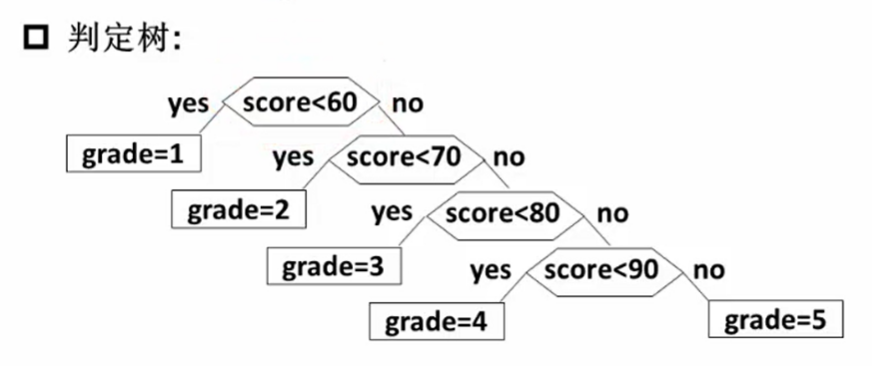 判定树:
yes score<60 no
grade=1 yes score<70 no
grade=2 yes score<80 no
grade=3 yes score<90 no
grade=4 grade=5